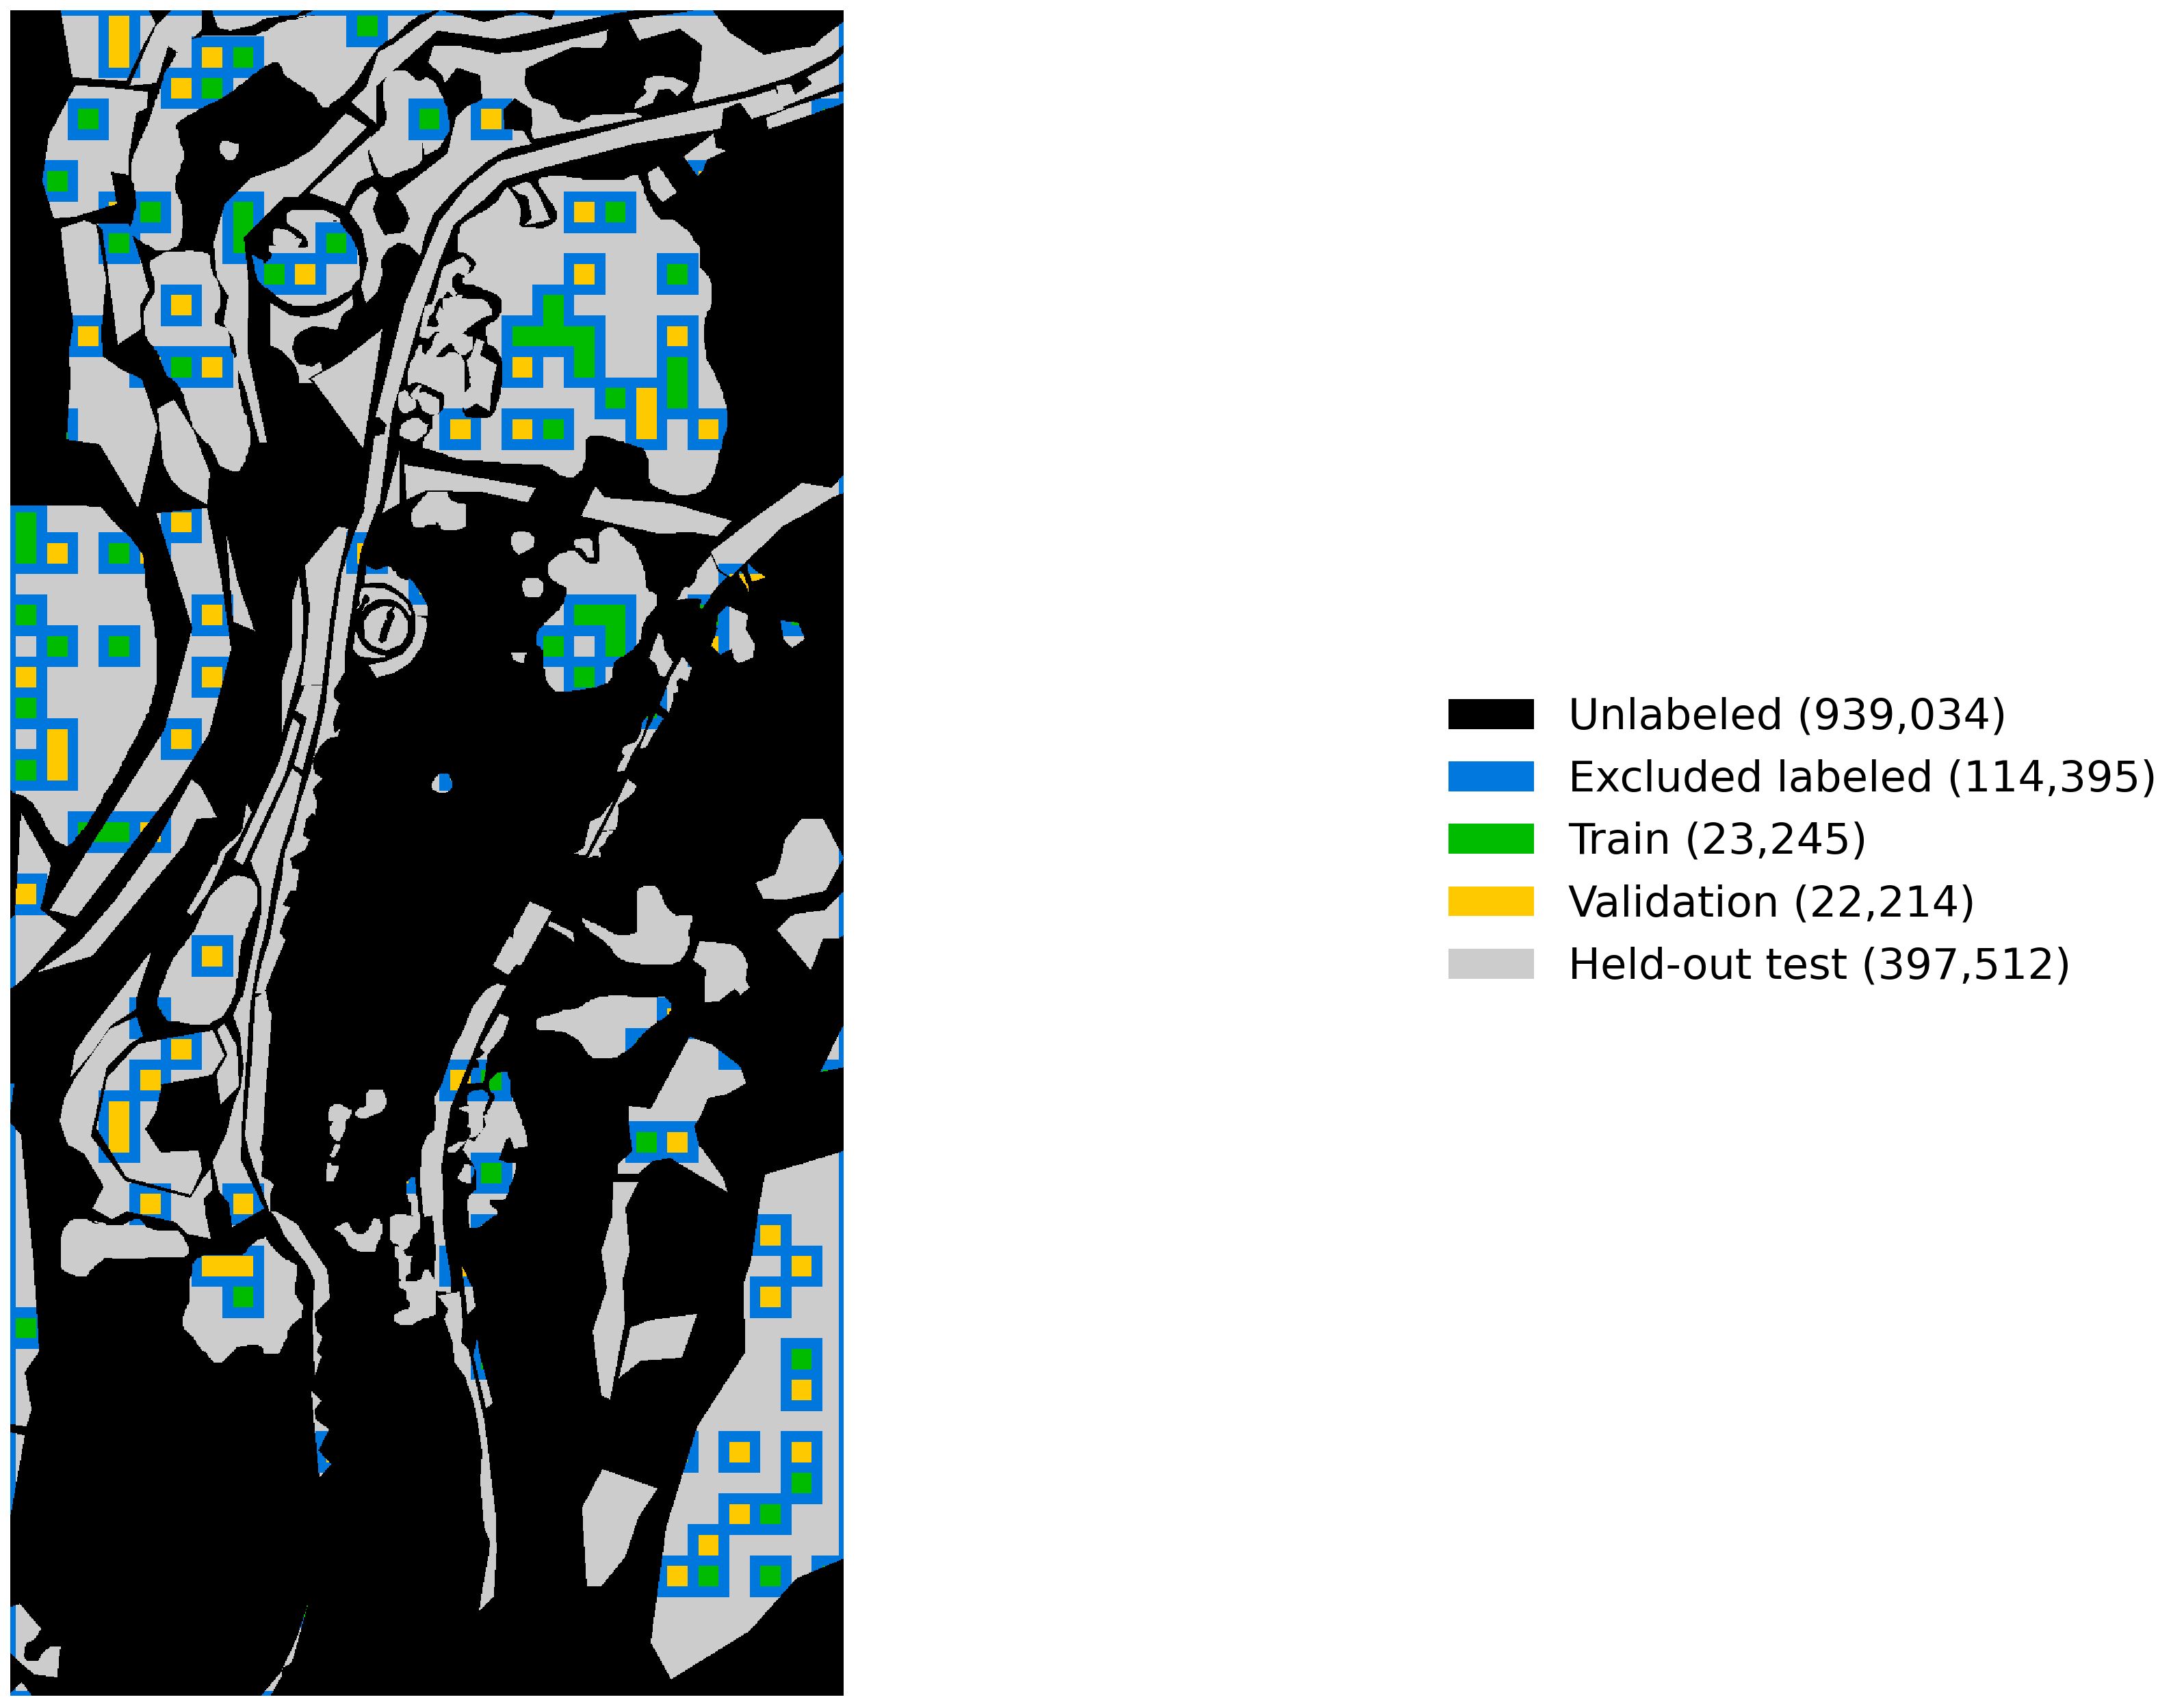 Unlabeled (939,034)
Excluded labeled (114,395)
Train (23,245)
Validation (22,214)
Held-out test (397,512)